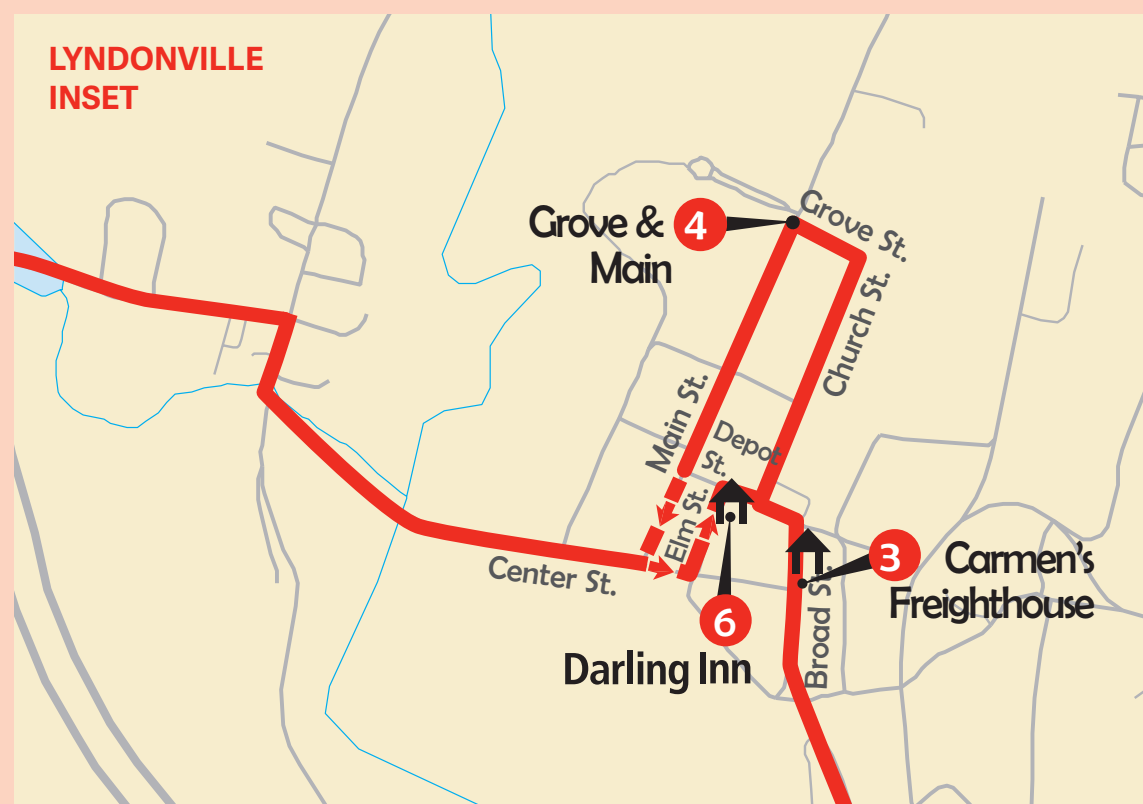 LYNDONVILLE
INSET
Grove &
Main
4
Grove St.
Church St.
Main St.
Depot
St.
Elm St.
Center St.
3
Carmen's
Freighthouse
Broad St.
6
Darling Inn